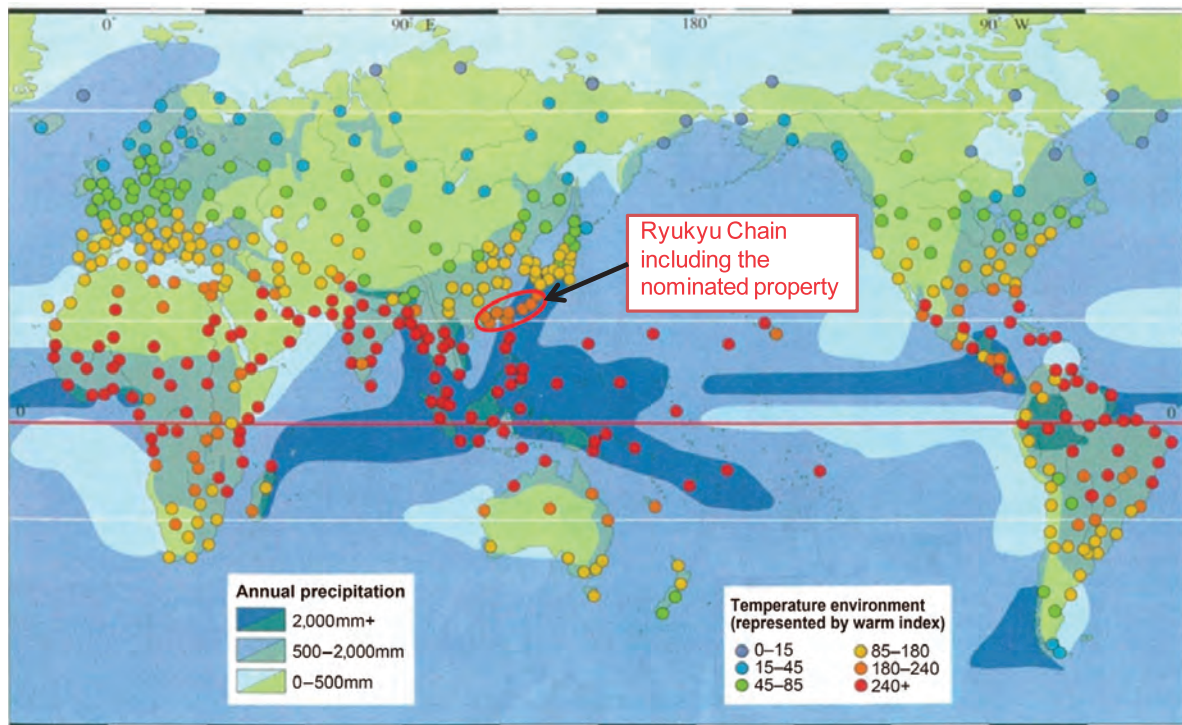 0°
90° E
180°
90° W
Ryukyu Chain
including the
nominated property
0
0°
Annual precipitation
2,000mm+
500–2,000mm
0–500mm
Temperature environment
(represented by warm index)
0–15
85–180
15–45
180–240
45–85
240+